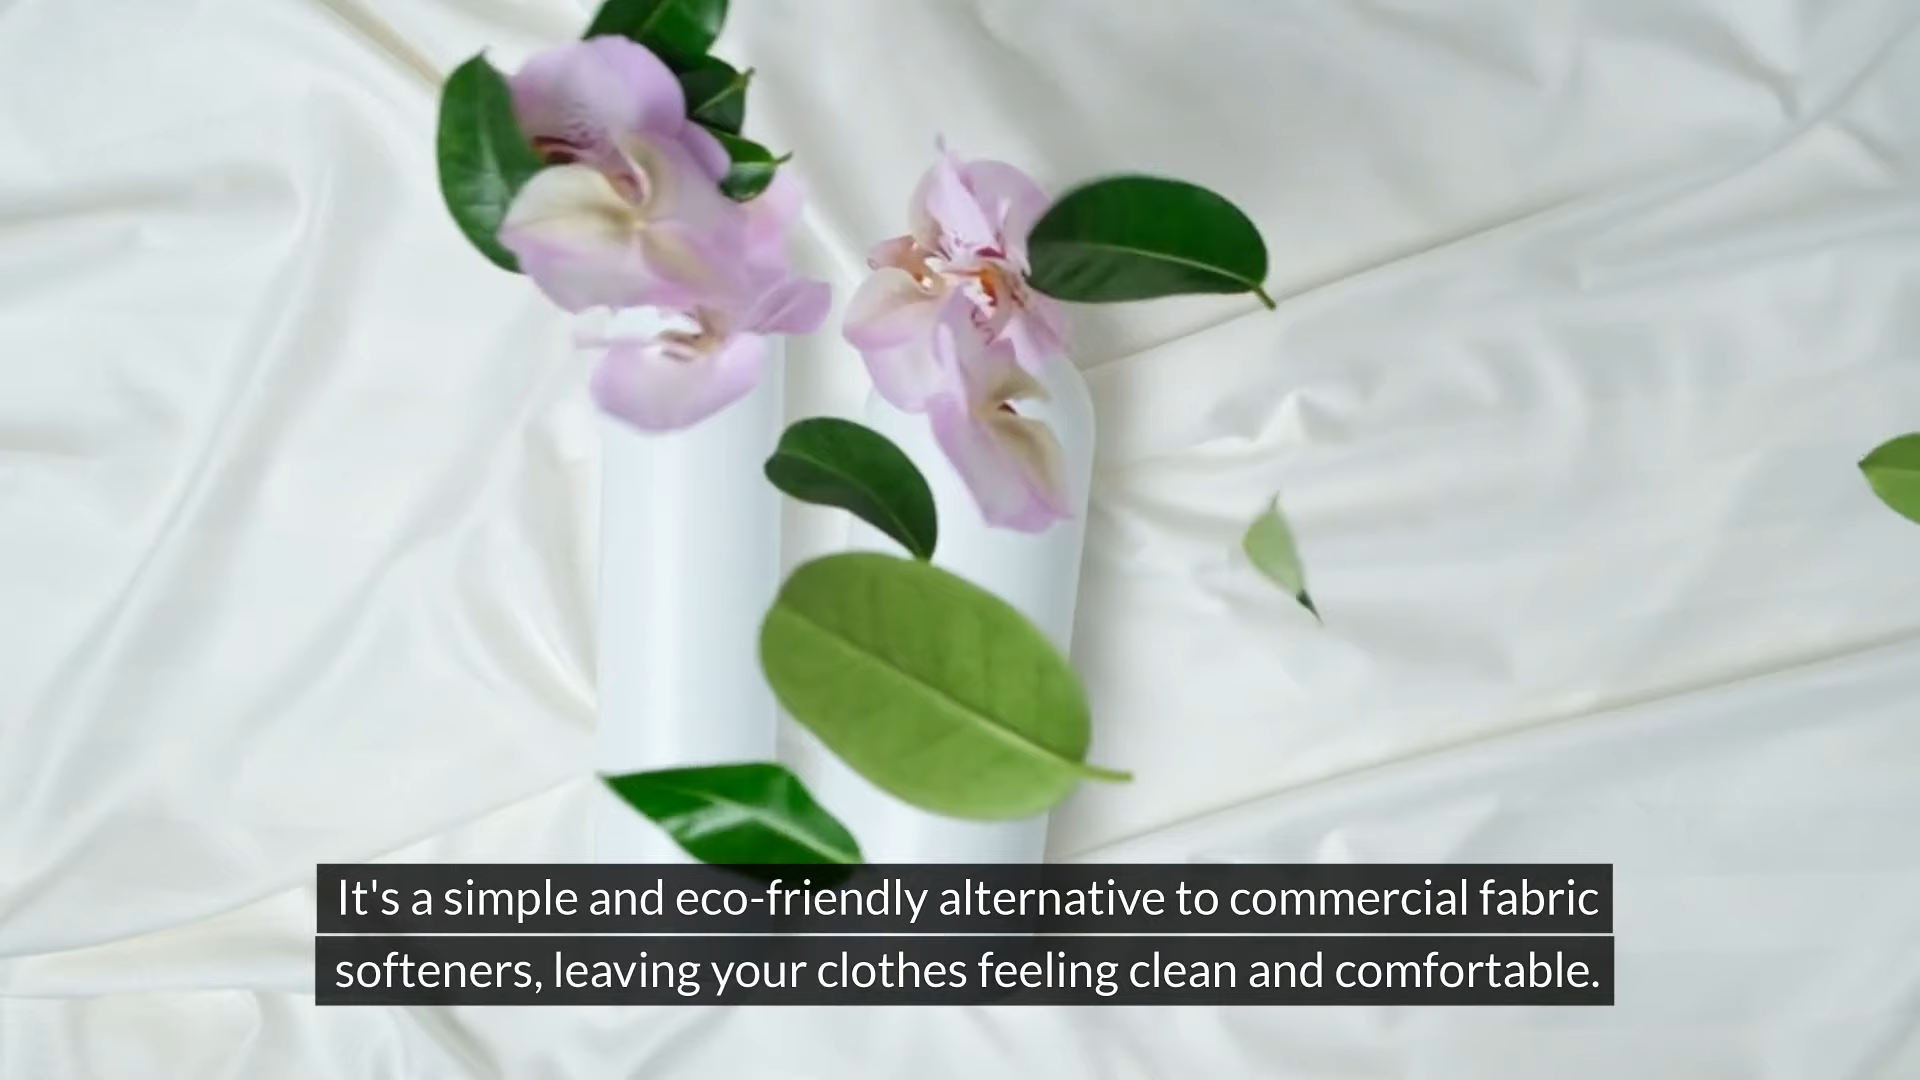 It's a simple and eco-friendly alternative to commercial fabric
softeners, leaving your clothes feeling clean and comfortable.